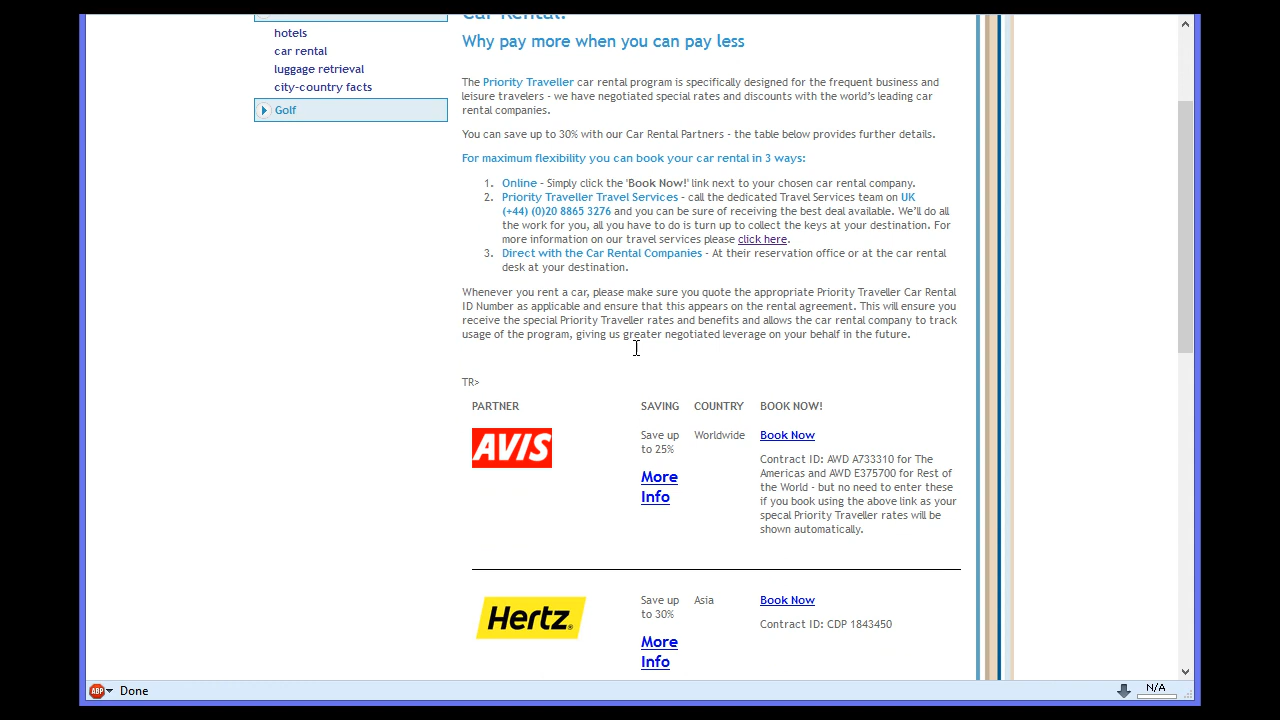 Car Rental:
hotels
car rental
luggage retrieval
city-country facts
Golf
Why pay more when you can pay less
The Priority Traveller car rental program is specifically designed for the frequent business and
leisure travelers - we have negotiated special rates and discounts with the world's leading car
rental companies.
You can save up to 30% with our Car Rental Partners - the table below provides further details.
For maximum flexibility you can book your car rental in 3 ways:
1. Online - Simply click the 'Book Now!' link next to your chosen car rental company.
2. Priority Traveller Travel Services - call the dedicated Travel Services team on UK
(+44) (0)20 8865 3276 and you can be sure of receiving the best deal available. We'll do all
the work for you, all you have to do is turn up to collect the keys at your destination. For
more information on our travel services please click here.
3. Direct with the Car Rental Companies - At their reservation office or at the car rental
desk at your destination.
Whenever you rent a car, please make sure you quote the appropriate Priority Traveller Car Rental
ID Number as applicable and ensure that this appears on the rental agreement. This will ensure you
receive the special Priority Traveller rates and benefits and allows the car rental company to track
usage of the program, giving us greater negotiated leverage on your behalf in the future.
TR>
PARTNER SAVING COUNTRY BOOK NOW!
AVIS
Save up
to 25%
More
Info
Worldwide
Book Now
Contract ID: AWD A733310 for The
Americas and AWD E375700 for Rest of
the World - but no need to enter these
if you book using the above link as your
specal Priority Traveller rates will be
shown automatically.
Hertz
Save up
to 30%
More
Info
Asia
Book Now
Contract ID: CDP 1843450
ABP Done
N/A